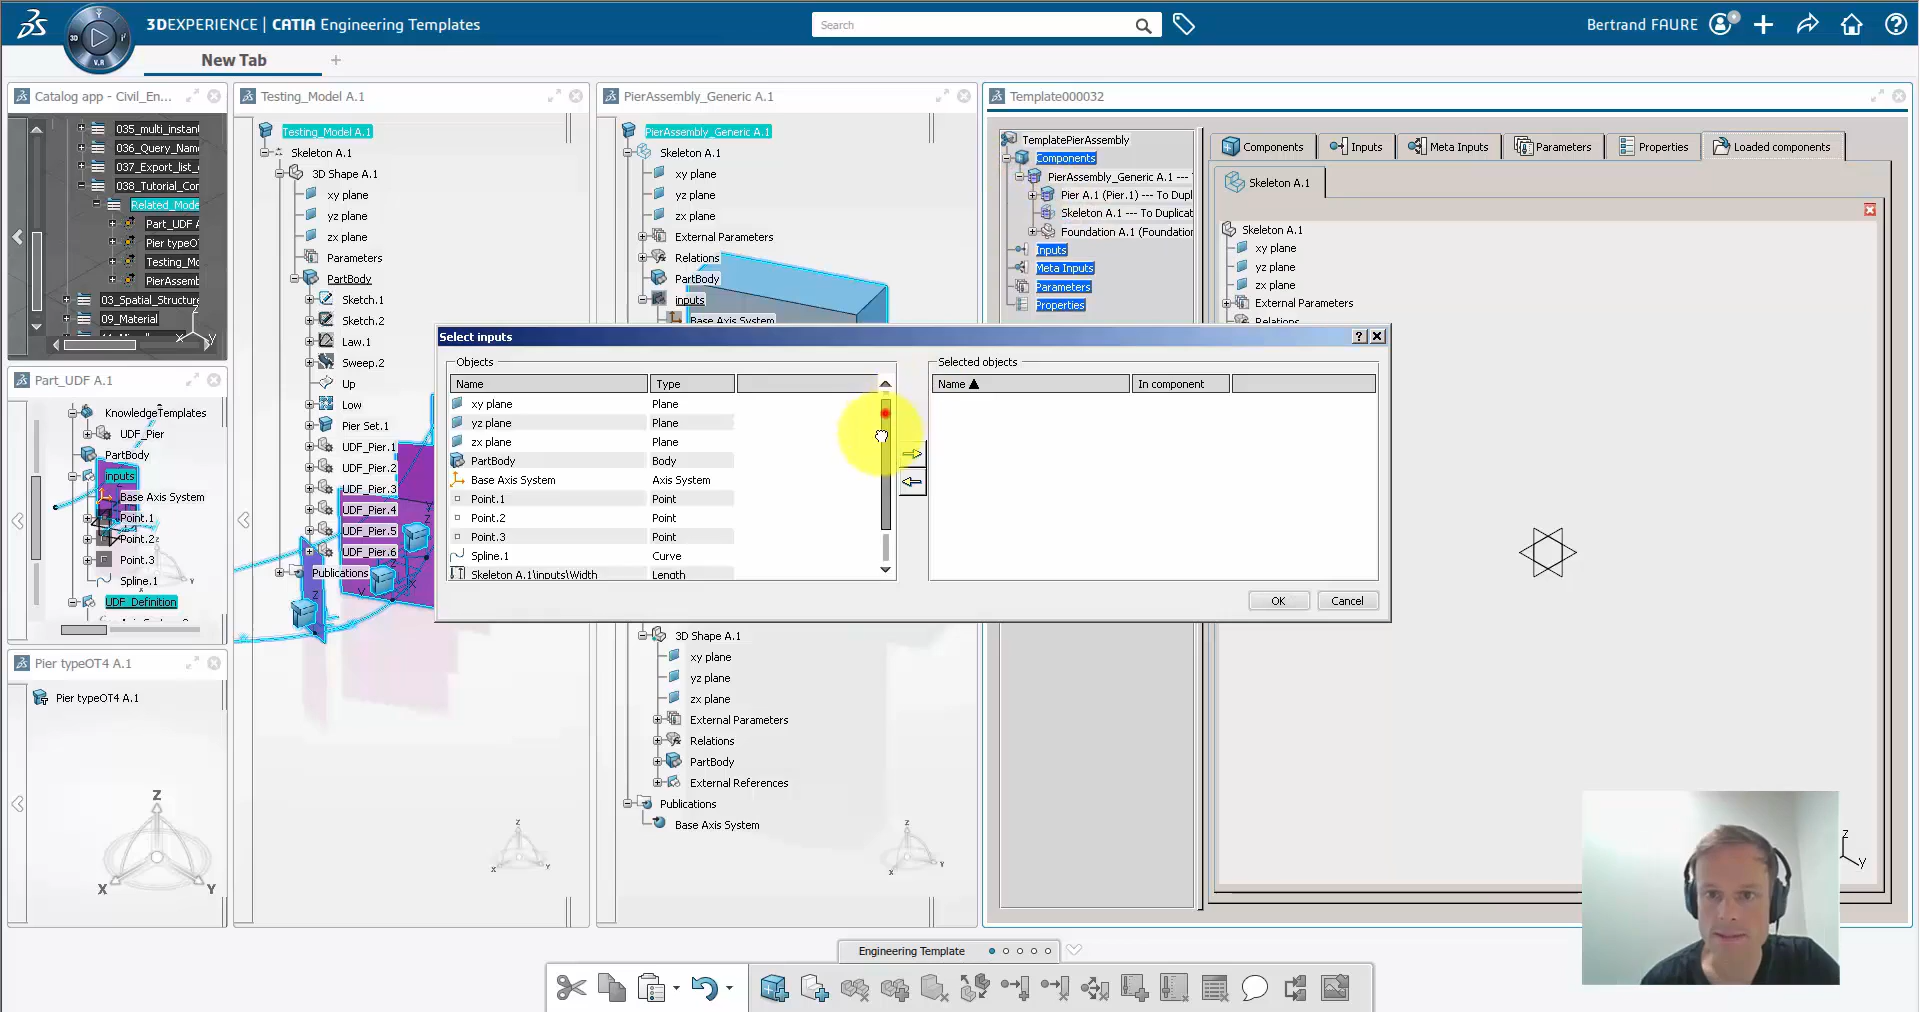 3DEXPERIENCE | CATIA Engineering Templates
Search
Bertrand FAURE
3D
V.R
New Tab
+
Catalog app - Civil_En...
035_multi_instant
036_Query_Name
037_Export_list_
038_Tutorial_Cor
Related_Mode
Part_UDF A
Pier typeOT
Testing_Mo
PierAssemb
03_Spatial_Structure
09_Material
Part_UDF A.1
KnowledgeTemplates
UDF_Pier
PartBody
inputs
Base Axis System
Point.1
Point.2
Point.3
Spline.1
UDF_Definition
Pier typeOT4 A.1
Pier typeOT4 A.1
Z
X
Y
Testing_Model A.1
Testing_Model A.1
Skeleton A.1
3D Shape A.1
xy plane
yz plane
zx plane
Parameters
PartBody
Sketch.1
Sketch.2
Law.1
Sweep.2
Up
Low
Pier Set.1
UDF_Pier.1
UDF_Pier.2
UDF_Pier.3
UDF_Pier.4
UDF_Pier.5
UDF_Pier.6
Publications
PierAssembly_Generic A.1
PierAssembly_Generic A.1
Skeleton A.1
xy plane
yz plane
zx plane
External Parameters
Relations
PartBody
inputs
Base Axis System
3D Shape A.1
xy plane
yz plane
zx plane
External Parameters
Relations
PartBody
External References
Publications
Base Axis System
Template000032
TemplatePierAssembly
Components
PierAssembly_Generic A.1 ---
Pier A.1 (Pier.1) --- To Dupl
Skeleton A.1 --- To Duplicat
Foundation A.1 (Foundation
Inputs
Meta Inputs
Parameters
Properties
Components
Inputs
Meta Inputs
Parameters
Properties
Loaded components
Skeleton A.1
Skeleton A.1
xy plane
yz plane
zx plane
External Parameters
Relations
Select inputs
Objects
Name
Type
xy plane Plane
yz plane Plane
zx plane Plane
PartBody Body
Base Axis System Axis System
Point.1 Point
Point.2 Point
Point.3 Point
Spline.1 Curve
Skeleton A.1\inputs\Width Length
Selected objects
Name
In component
OK
Cancel
Engineering Template